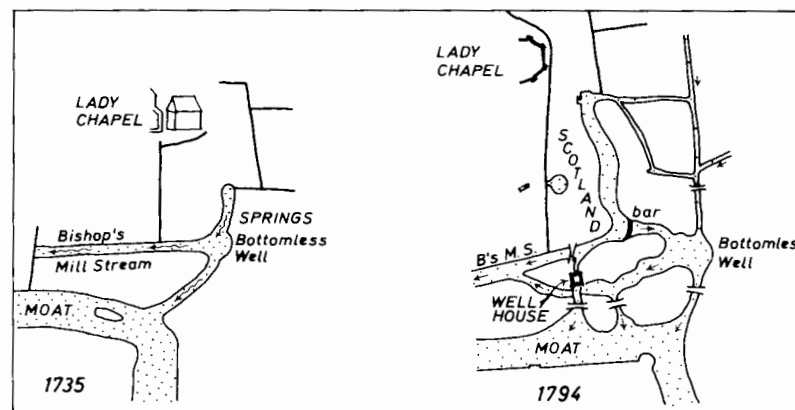 LADY
CHAPEL
SPRINGS
Bishop's
Mill Stream
Bottomless
Well
MOAT
1735
LADY
CHAPEL
SCOTLAND
bar
B's M.S.
Bottomless
Well
WELL
HOUSE
MOAT
1794